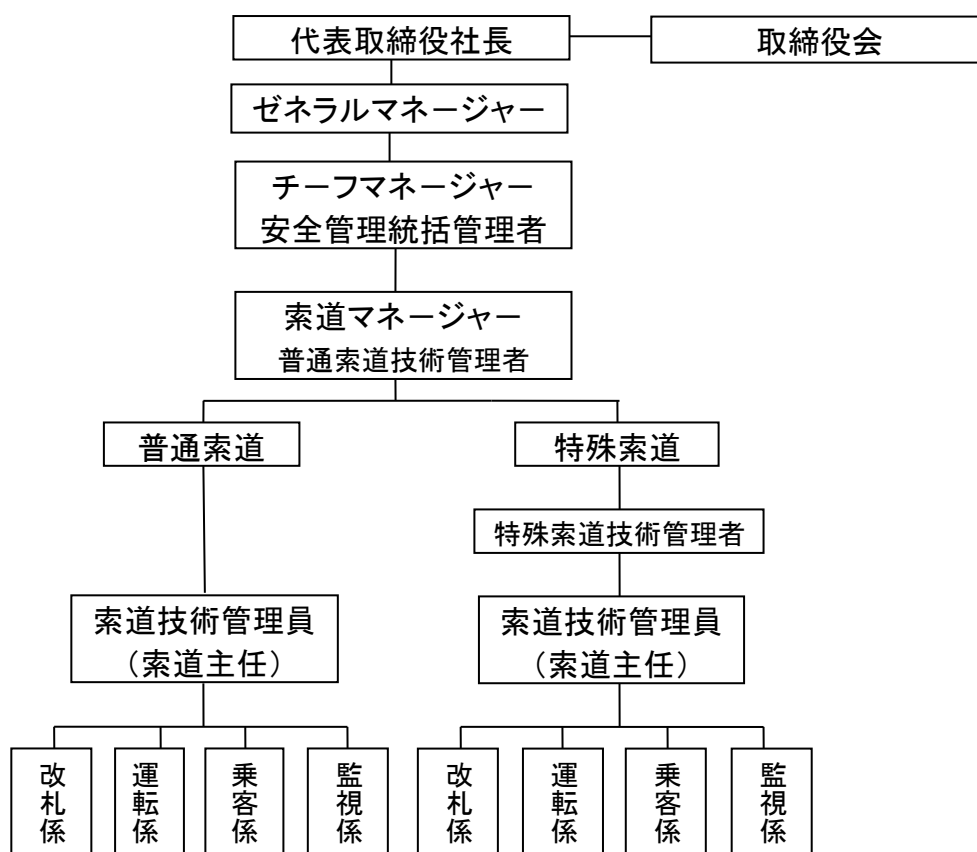 代表取締役社長
取締役会
ゼネラルマネージャー
チーフマネージャー
安全管理統括管理者
索道マネージャー
普通索道技術管理者
普通索道
特殊索道
特殊索道技術管理者
索道技術管理員
（索道主任）
索道技術管理員
（索道主任）
改札係
運転係
乗客係
監視係
改札係
運転係
乗客係
監視係